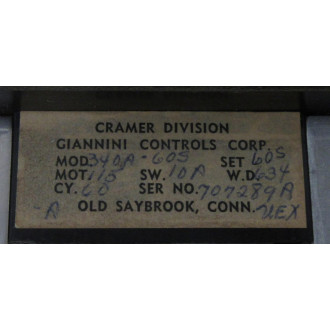 CRAMER DIVISION
GIANNINI CONTROLS CORP.
MOD. 340A-60S SET 60S
MOT. 115 SW. 10A W.D. 634
CY. 60 SER NO. 707289A
A OLD SAYBROOK, CONN.